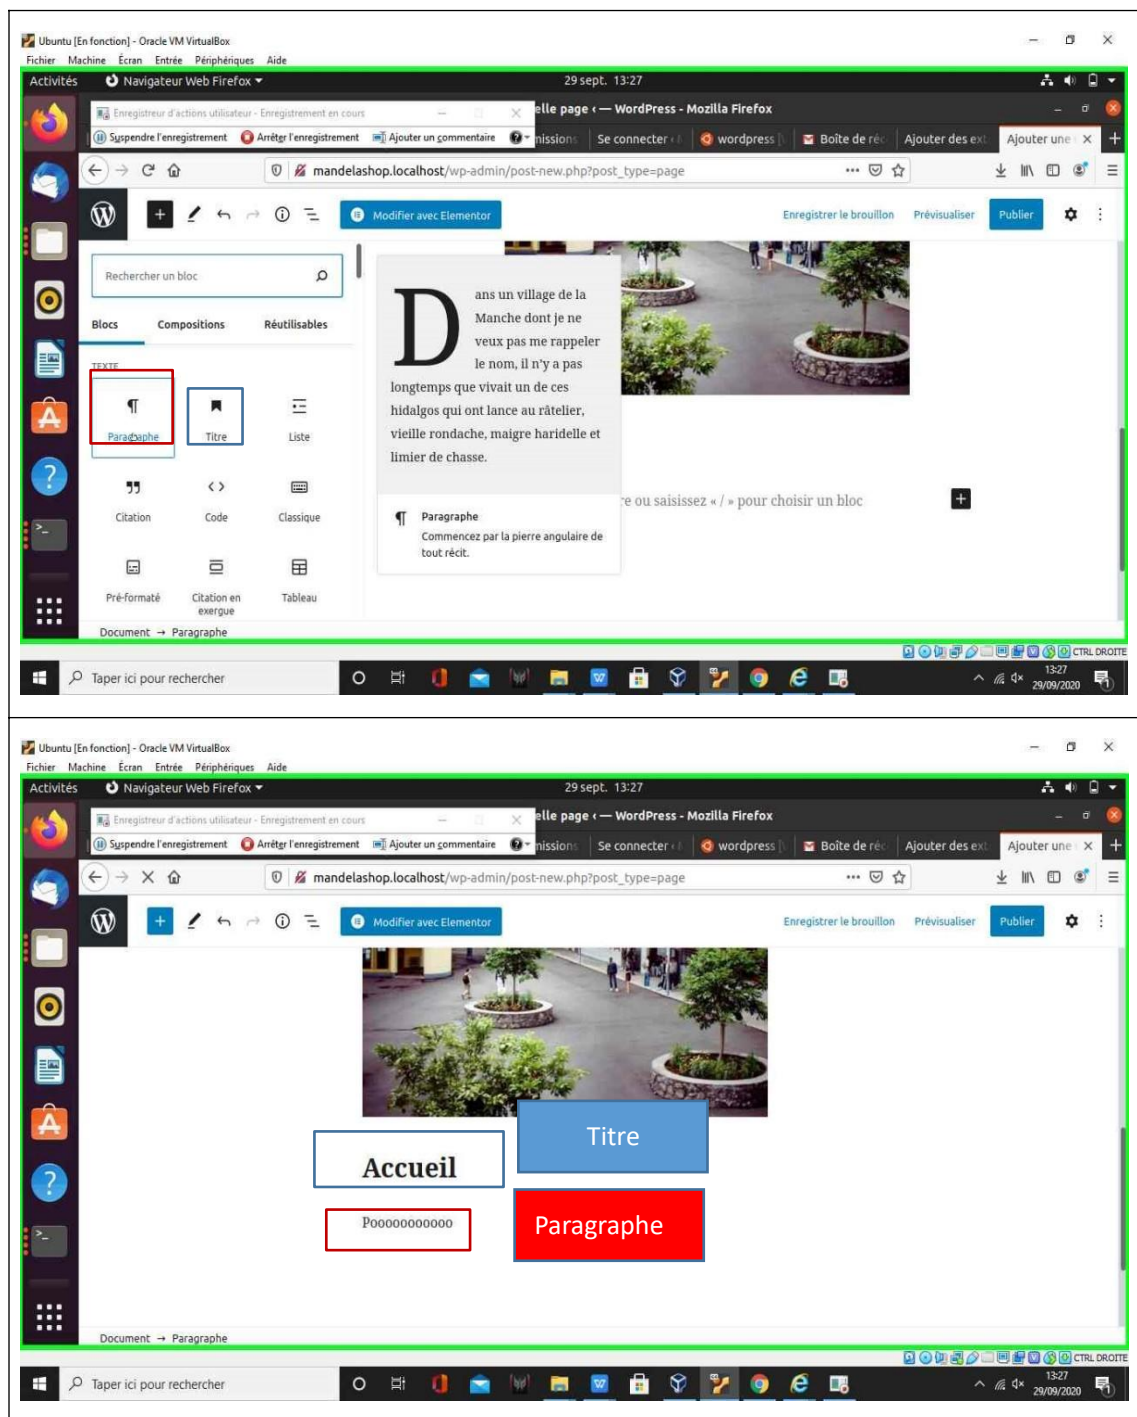 Ubuntu [En fonction] - Oracle VM VirtualBox
Fichier Machine Écran Entrée Périphériques Aide
Activités Navigateur Web Firefox 29 sept. 13:27
Enregistreur d'actions utilisateur - Enregistrement en cours elle page ‹ — WordPress - Mozilla Firefox
Suspendre l'enregistrement Arrêter l'enregistrement Ajouter un commentaire missions Se connecter wordpress Boîte de réc Ajouter des ext Ajouter une
mandelashop.localhost/wp-admin/post-new.php?post_type=page
Modifier avec Elementor Enregistrer le brouillon Prévisualiser Publier
Rechercher un bloc
Blocs Compositions Réutilisables
TEXTE
Paragraphe Titre Liste
Citation Code Classique
Pré-formaté Citation en exergue Tableau
Dans un village de la
Manche dont je ne
veux pas me rappeler
le nom, il n'y a pas
longtemps que vivait un de ces
hidalgos qui ont lance au râtelier,
vieille rondache, maigre haridelle et
limier de chasse.
re ou saisissez « / » pour choisir un bloc
Paragraphe
Commencez par la pierre angulaire de
tout récit.
Document → Paragraphe
CTRL DROITE
Taper ici pour rechercher 13:27
29/09/2020
Ubuntu [En fonction] - Oracle VM VirtualBox
Fichier Machine Écran Entrée Périphériques Aide
Activités Navigateur Web Firefox 29 sept. 13:27
Enregistreur d'actions utilisateur - Enregistrement en cours elle page ‹ — WordPress - Mozilla Firefox
Suspendre l'enregistrement Arrêter l'enregistrement Ajouter un commentaire missions Se connecter wordpress Boîte de réc Ajouter des ext Ajouter une
mandelashop.localhost/wp-admin/post-new.php?post_type=page
Modifier avec Elementor Enregistrer le brouillon Prévisualiser Publier
Titre
Accueil
Poooooooooooo
Paragraphe
Document → Paragraphe
CTRL DROITE
Taper ici pour rechercher 13:27
29/09/2020